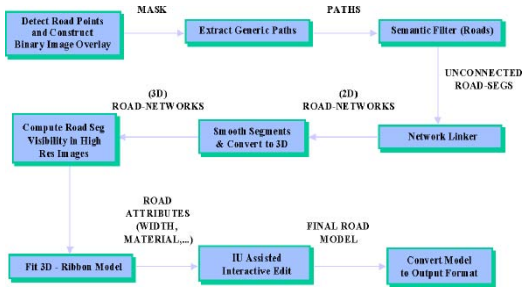 Detect Road Points
and Construct
Binary Image Overlay
MASK
Extract Generic Paths
PATHS
Semantic Filter (Roads)
UNCONNECTED
ROAD-SEGS
Network Linker
(2D)
ROAD-NETWORKS
Smooth Segments
& Convert to 3D
(3D)
ROAD-NETWORKS
Compute Road Seg
Visibility in High
Res Images
Fit 3D - Ribbon Model
ROAD
ATTRIBUTES
(WIDTH,
MATERIAL,...)
IU Assisted
Interactive Edit
FINAL ROAD
MODEL
Convert Model
to Output Format